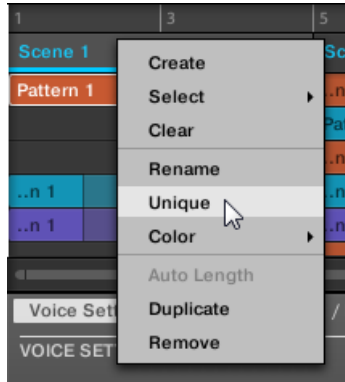 1 3 5
Scene 1 Sc
Create
Pattern 1 ..n
Select
Clear Pa
..n
Rename
..n 1 Unique ..n
..n 1 Color ..n
Auto Length
Voice Sett Duplicate /
VOICE SET Remove